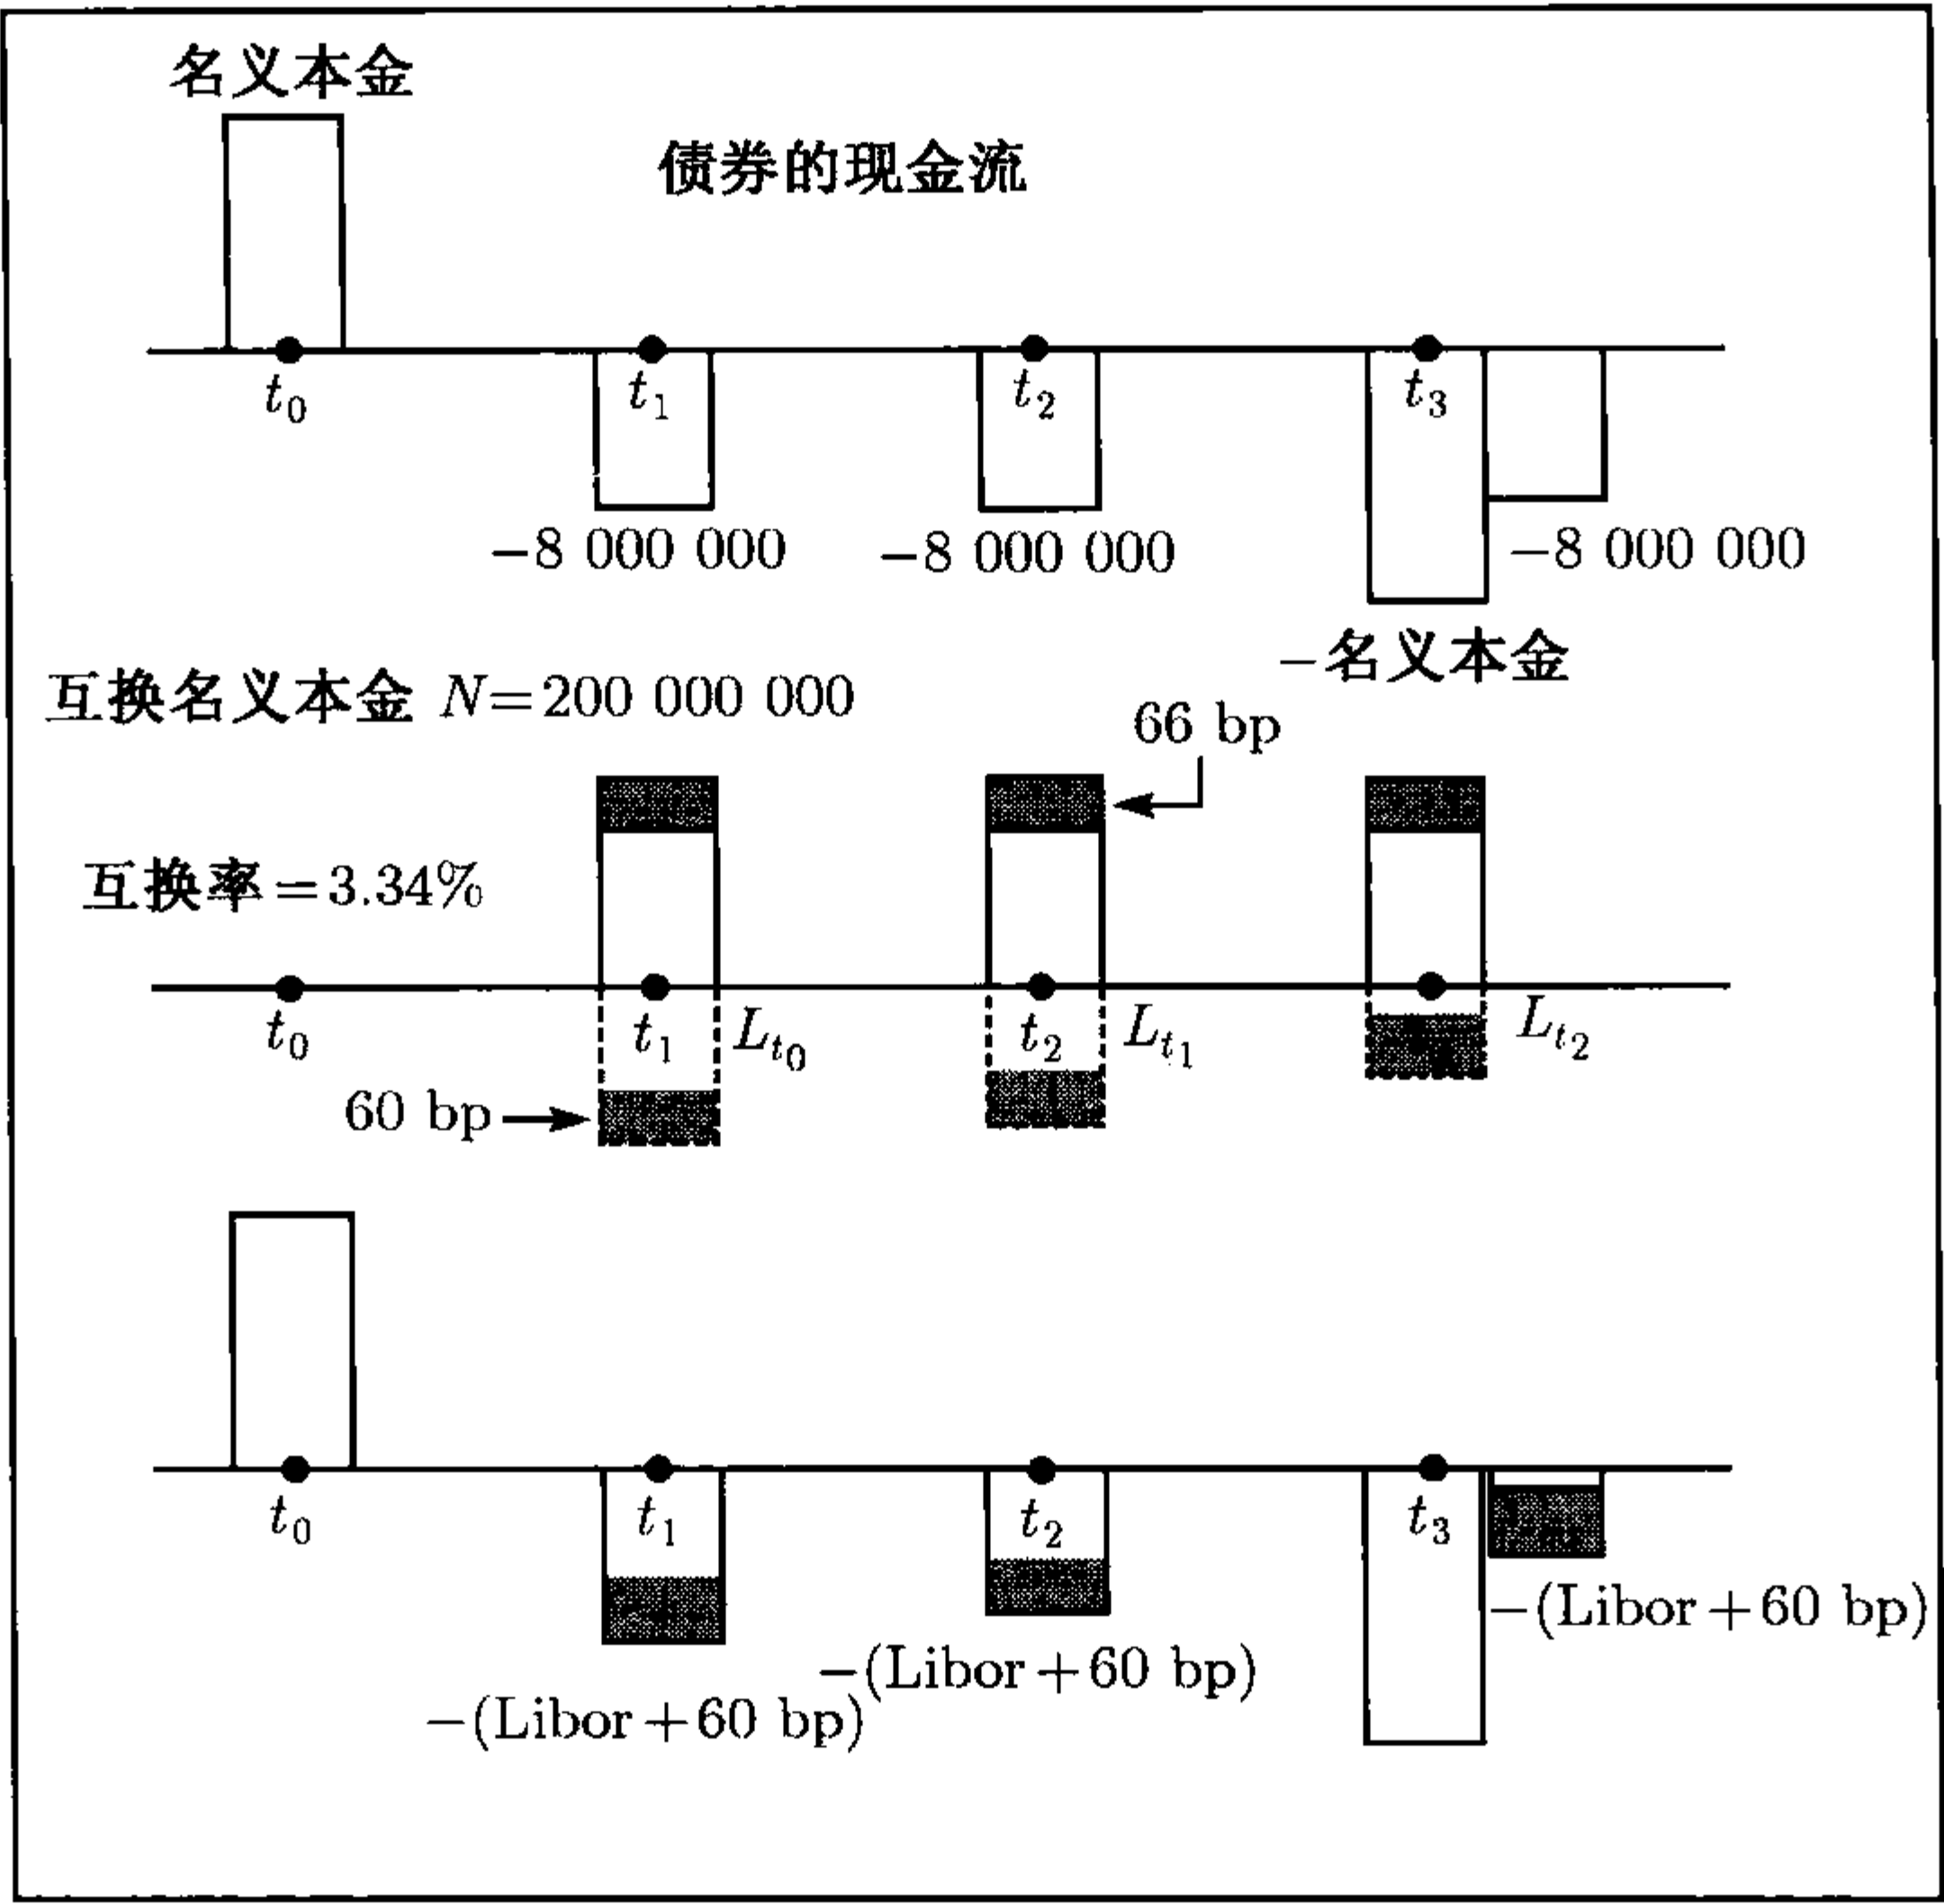 名义本金
债券的现金流
t0 t1 t2 t3
−8 000 000 −8 000 000 −8 000 000
−名义本金
互换名义本金 N=200 000 000
66 bp
互换率=3.34%
t0 t1 Lt0 t2 Lt1 Lt2
60 bp
t0 t1 t2 t3
−(Libor+60 bp)
−(Libor+60 bp)
−(Libor+60 bp)